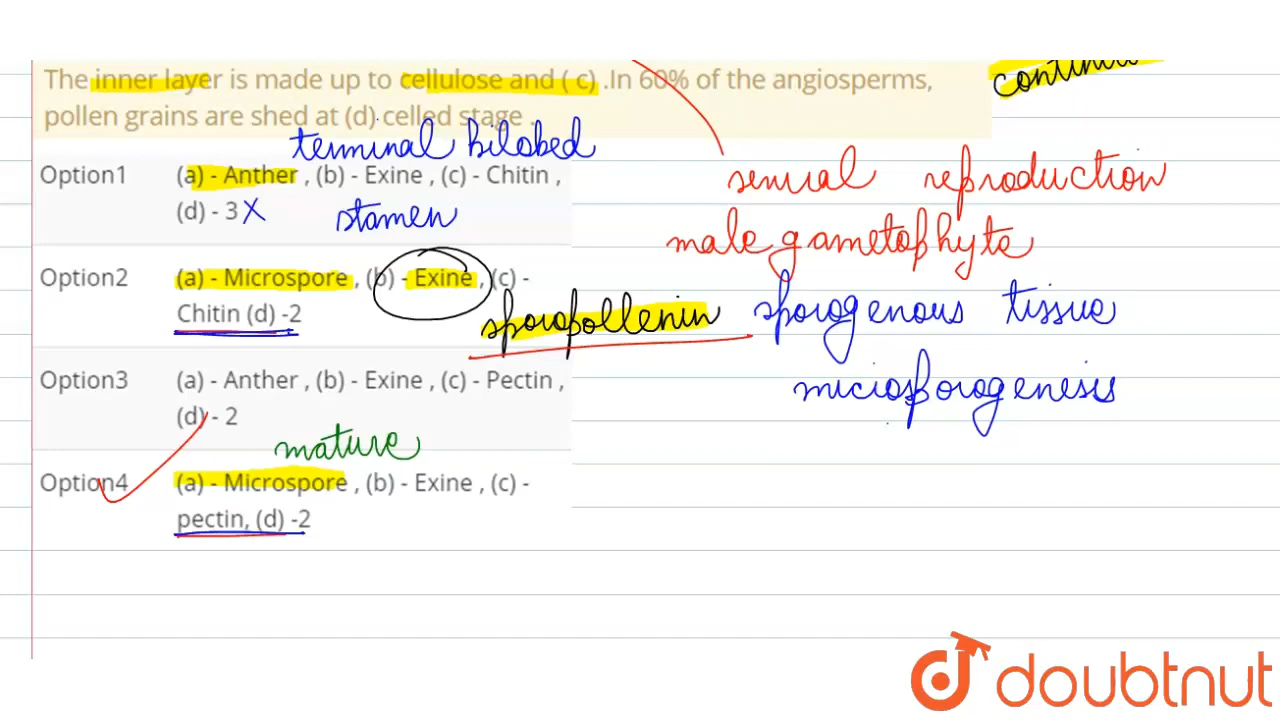 The inner layer is made up to cellulose and ( c) .In 60% of the angiosperms,
pollen grains are shed at (d) celled stage .
terminal bilobed
Option1 (a) - Anther , (b) - Exine , (c) - Chitin ,
(d) - 3 X
stamen
sexual reproduction
male gametophyte
Option2 (a) - Microspore , (b) - Exine , (c) -
Chitin (d) -2
sporopollenin
sporogenous tissue
Option3 (a) - Anther , (b) - Exine , (c) - Pectin ,
(d) - 2
microsporogenesis
mature
Option4 (a) - Microspore , (b) - Exine , (c) -
pectin, (d) -2
doubtnut